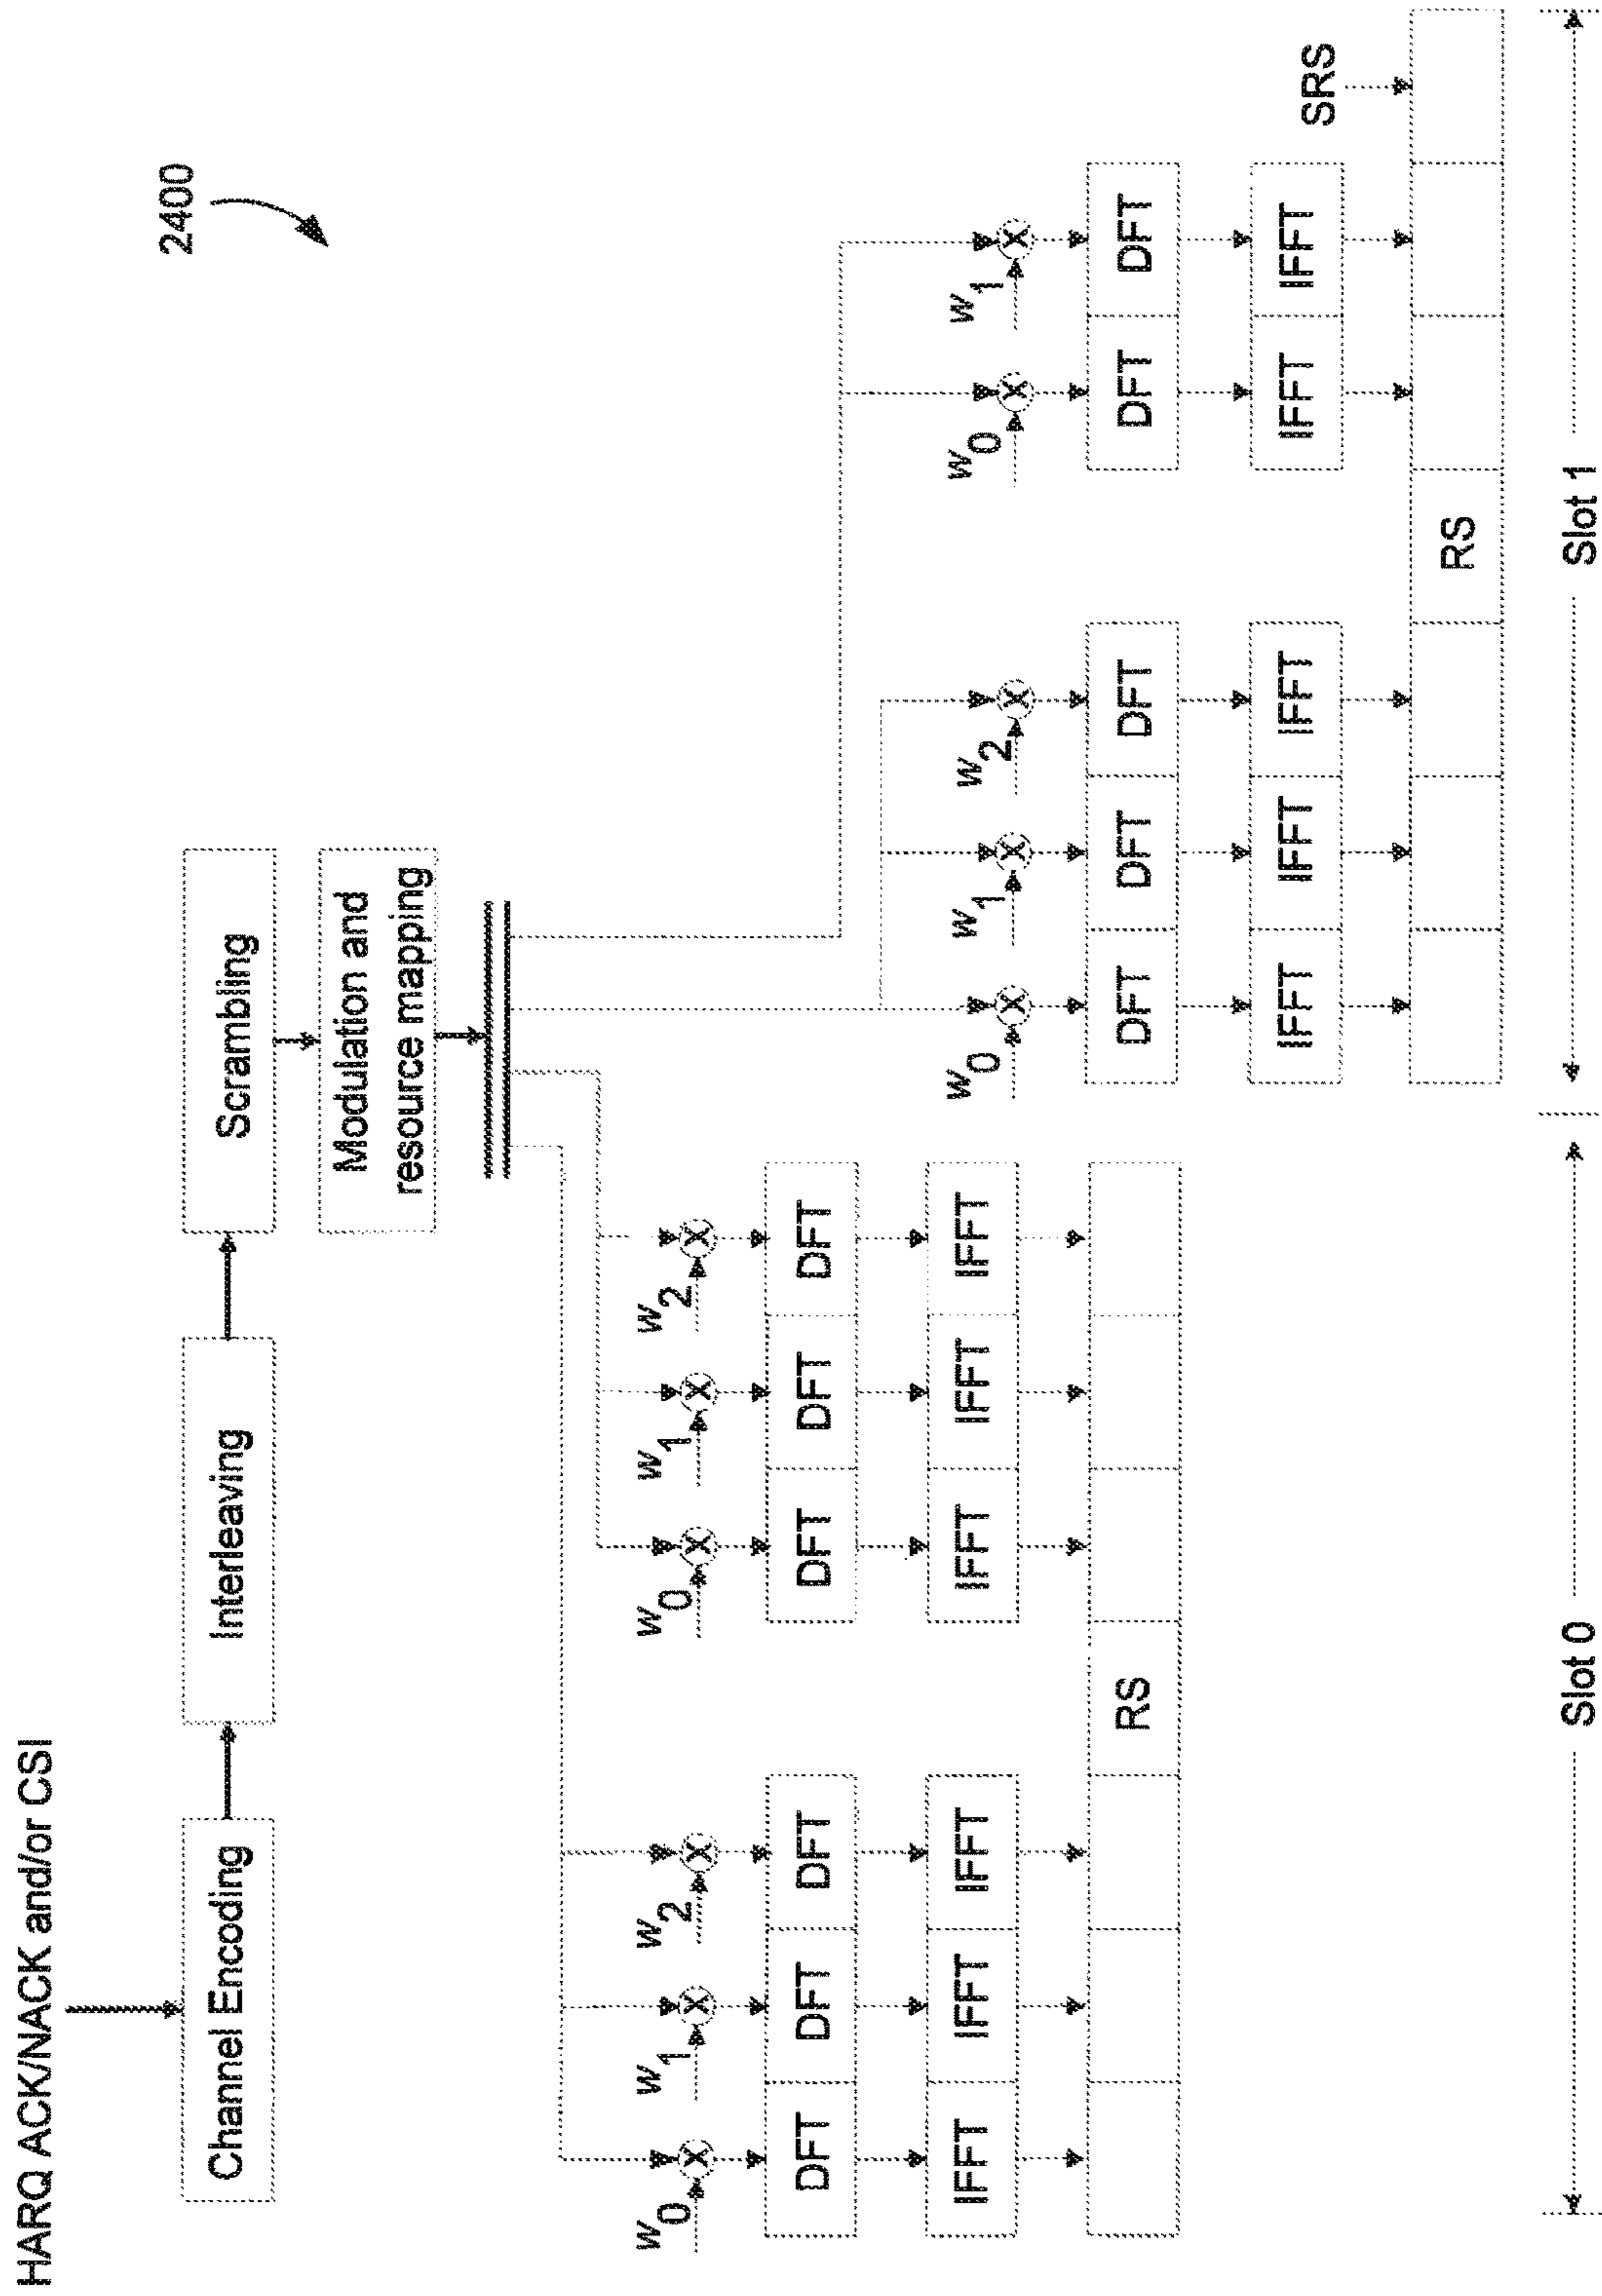 2400
HARQ ACK/NACK and/or CSI
Channel Encoding
Interleaving
Scrambling
Modulation and
resource mapping
w0 w1 w2 w0 w1 w2
DFT DFT DFT DFT DFT DFT
IFFT IFFT IFFT IFFT IFFT IFFT
RS
w0 w1 w2 w0 w1
DFT DFT DFT DFT DFT
IFFT IFFT IFFT IFFT IFFT
SRS
RS
Slot 0 Slot 1